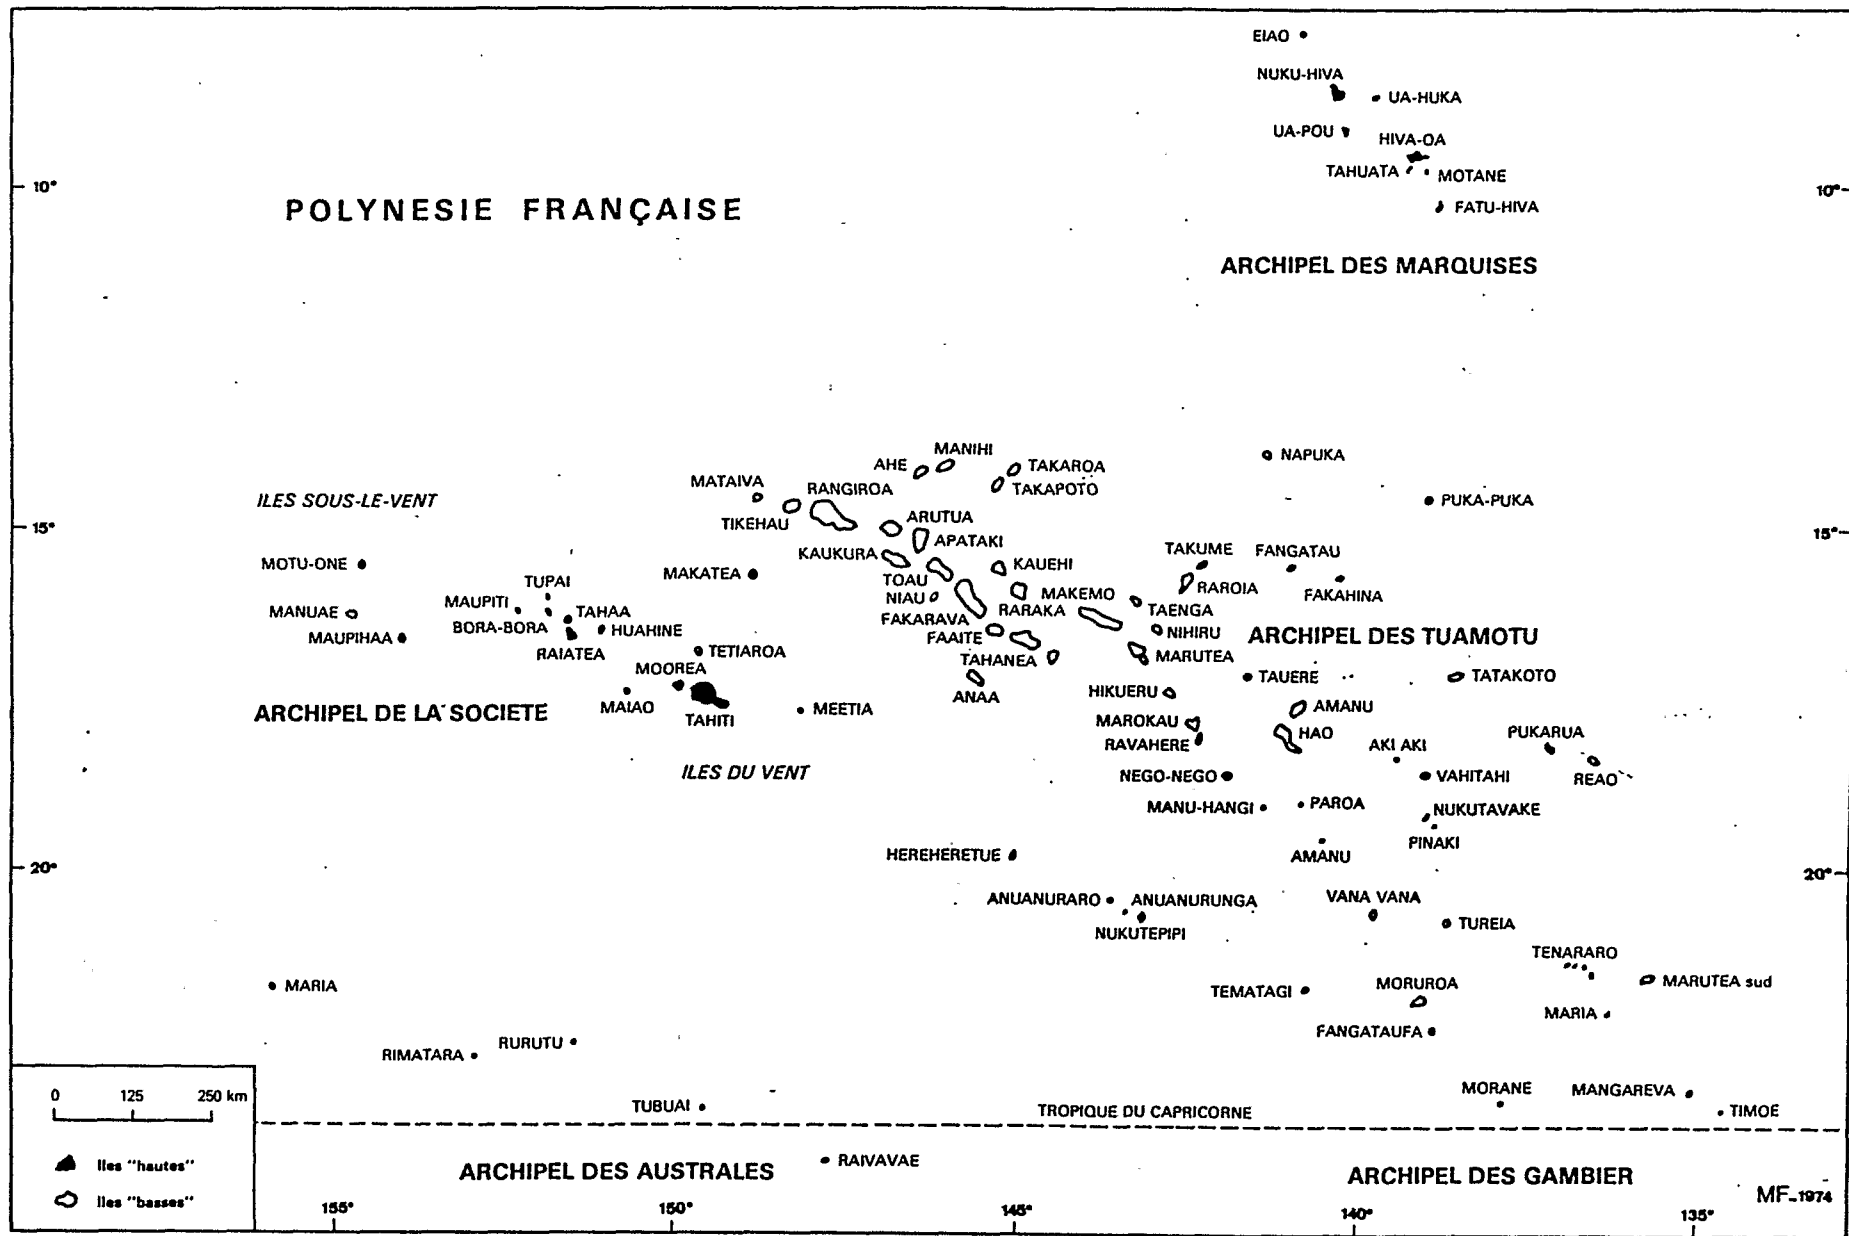 EIAO
NUKU-HIVA
UA-HUKA
UA-POU
HIVA-OA
TAHUATA
MOTANE
10°
10°
POLYNESIE FRANÇAISE
FATU-HIVA
ARCHIPEL DES MARQUISES
MANIHI
AHE
TAKAROA
NAPUKA
MATAIVA
RANGIROA
TAKAPOTO
ILES SOUS-LE-VENT
PUKA-PUKA
TIKEHAU
ARUTUA
15°
15°
APATAKI
KAUKURA
TAKUME
FANGATAU
MOTU-ONE
KAUEHI
MAKATEA
TUPAI
TOAU
RAROIA
MAKEMO
FAKAHINA
NIAU
MAUPITI
MANUAE
TAHAA
RARAKA
TAENGA
FAKARAVA
BORA-BORA
HUAHINE
NIHIRU
ARCHIPEL DES TUAMOTU
MAUPIHAA
FAAITE
RAIATEA
TETIAROA
TAHANEA
MARUTEA
MOOREA
TAUERE
TATAKOTO
HIKUERU
ANAA
MAIAO
AMANU
ARCHIPEL DE LA SOCIETE
TAHITI
MEETIA
MAROKAU
HAO
PUKARUA
RAVAHERE
AKI AKI
ILES DU VENT
NEGO-NEGO
VAHITAHI
REAO
MANU-HANGI
PAROA
NUKUTAVAKE
PINAKI
HEREHERETUE
AMANU
20°
20°
ANUANURARO
ANUANURUNGA
VANA VANA
NUKUTEPIPI
TUREIA
TENARARO
MARIA
TEMATAGI
MORUROA
MARUTEA sud
MARIA
FANGATAUFA
RURUTU
RIMATARA
MORANE
MANGAREVA
0 125 250 km
TUBUAI
TROPIQUE DU CAPRICORNE
TIMOE
Iles "hautes"
RAIVAVAE
ARCHIPEL DES AUSTRALES
ARCHIPEL DES GAMBIER
Iles "basses"
MF-1974
155°
150°
145°
140°
135°